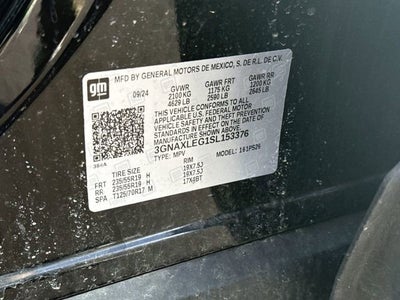 gm
MFD BY GENERAL MOTORS DE MEXICO, S. DE R.L. DE C.V.
09/24 GVWR GAWR FRT GAWR RR
2100 KG 1175 KG 1200 KG
4629 LB 2590 LB 2645 LB
THIS VEHICLE CONFORMS TO ALL APPLICABLE
U.S. FEDERAL MOTOR VEHICLE SAFETY AND
THEFT PREVENTION STANDARDS IN EFFECT ON THE DATE OF
MANUFACTURE SHOWN ABOVE.
3GNAXLEG1SL153376
TYPE: MPV MODEL: 161PS26
TIRE SIZE RIM
FRT 235/55R19 H 19X7.5J
RR 235/55R19 H 19X7.5J
SP T125/70R17 M 17X4BT